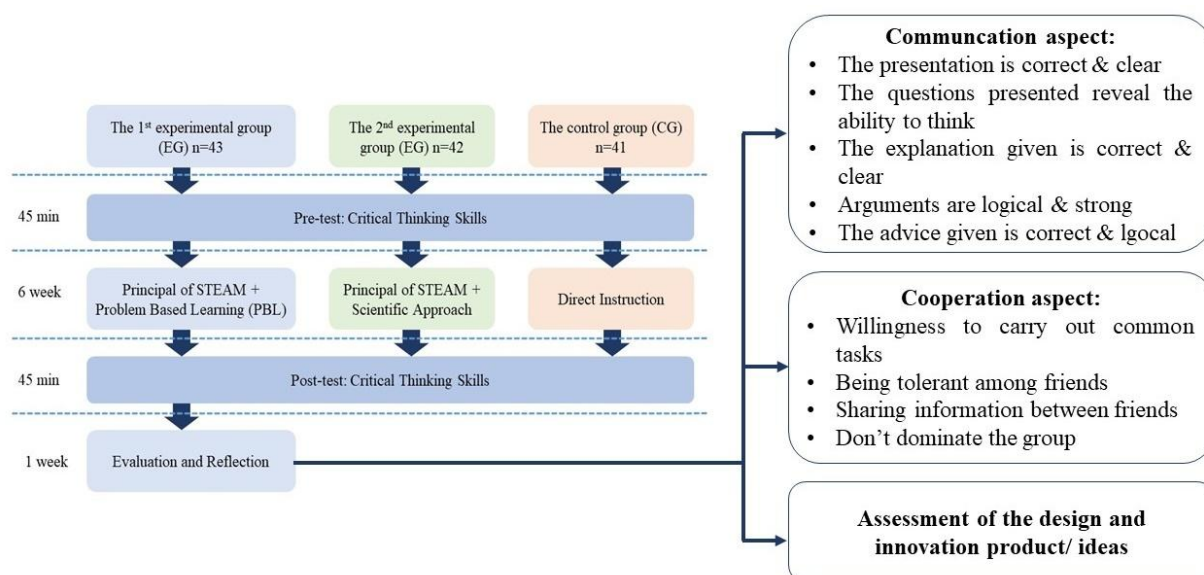 The 1st experimental group
(EG) n=43
The 2nd experimental
group (EG) n=42
The control group (CG)
n=41
45 min
Pre-test: Critical Thinking Skills
6 week
Principal of STEAM +
Problem Based Learning (PBL)
Principal of STEAM +
Scientific Approach
Direct Instruction
45 min
Post-test: Critical Thinking Skills
1 week
Evaluation and Reflection
Communcation aspect:
• The presentation is correct & clear
• The questions presented reveal the
ability to think
• The explanation given is correct &
clear
• Arguments are logical & strong
• The advice given is correct & lgocal
Cooperation aspect:
• Willingness to carry out common
tasks
• Being tolerant among friends
• Sharing information between friends
• Don’t dominate the group
Assessment of the design and
innovation product/ ideas